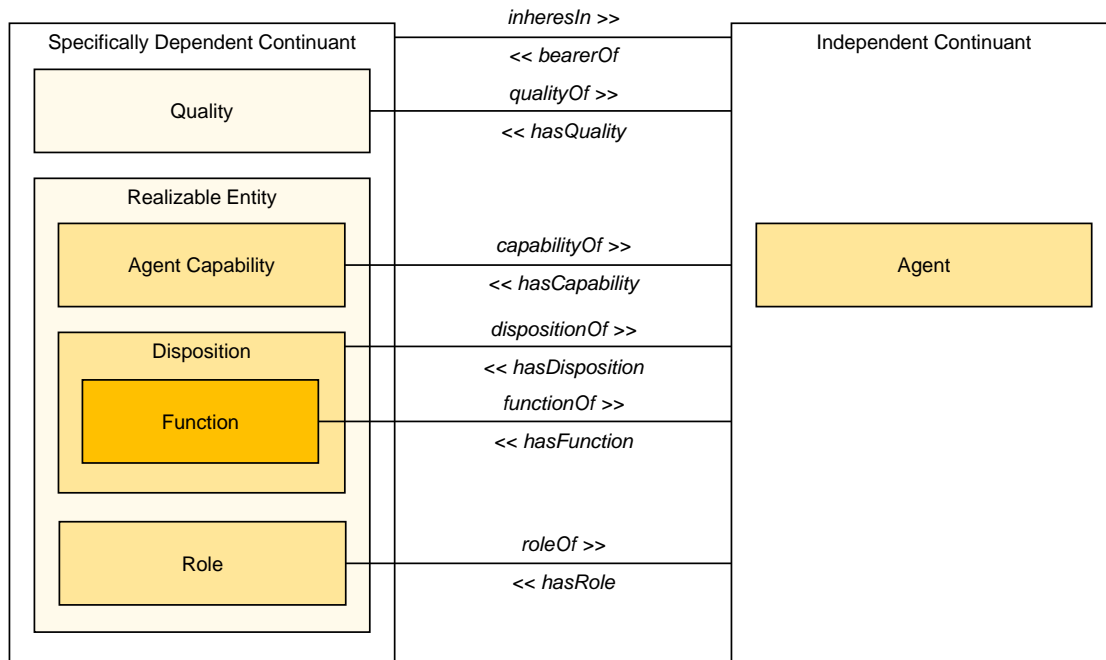 Specifically Dependent Continuant
inheresIn >>
Independent Continuant
<< bearerOf
Quality
qualityOf >>
<< hasQuality
Realizable Entity
Agent Capability
capabilityOf >>
<< hasCapability
Agent
Disposition
dispositionOf >>
<< hasDisposition
Function
functionOf >>
<< hasFunction
Role
roleOf >>
<< hasRole